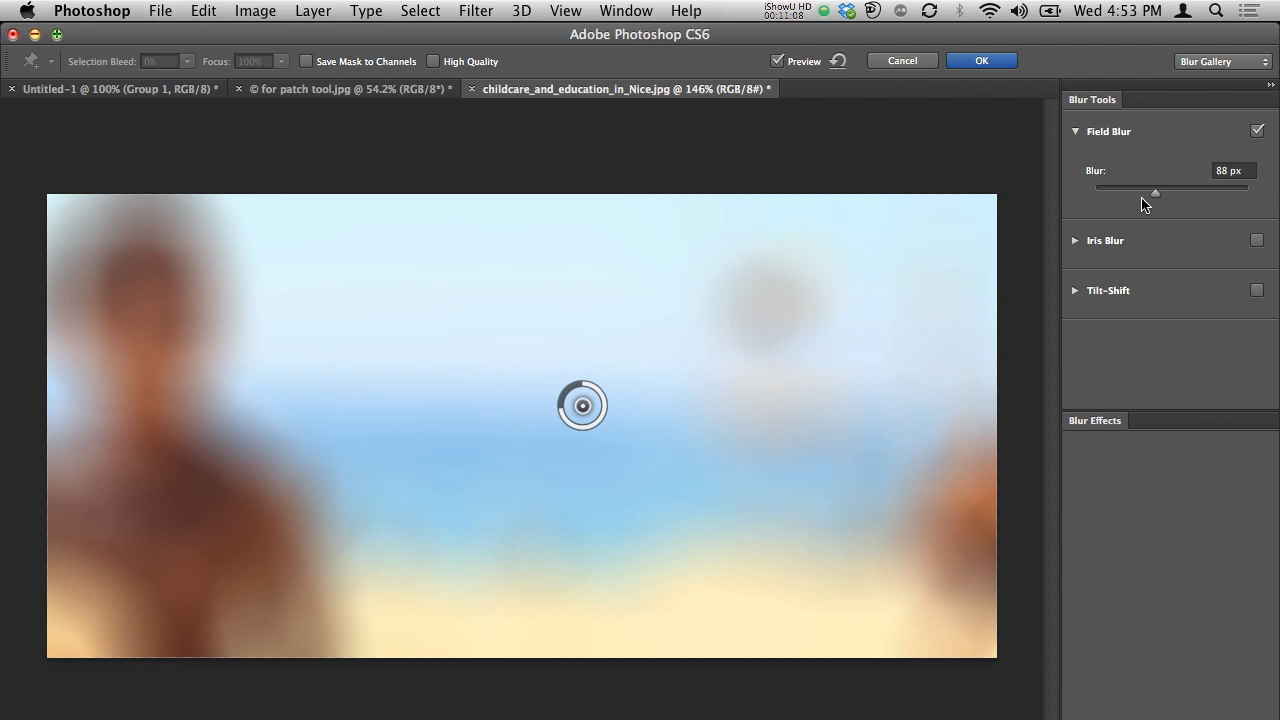 Photoshop File Edit Image Layer Type Select Filter 3D View Window Help iShowU HD 00:11:08 Wed 4:53 PM
Adobe Photoshop CS6
Selection Bleed: 0% Focus: 100% Save Mask to Channels High Quality Preview Cancel OK Blur Gallery
Untitled-1 @ 100% (Group 1, RGB/8) * © for patch tool.jpg @ 54.2% (RGB/8*) * childcare_and_education_in_Nice.jpg @ 146% (RGB/8#) *
Blur Tools
Field Blur
Blur: 88 px
Iris Blur
Tilt-Shift
Blur Effects